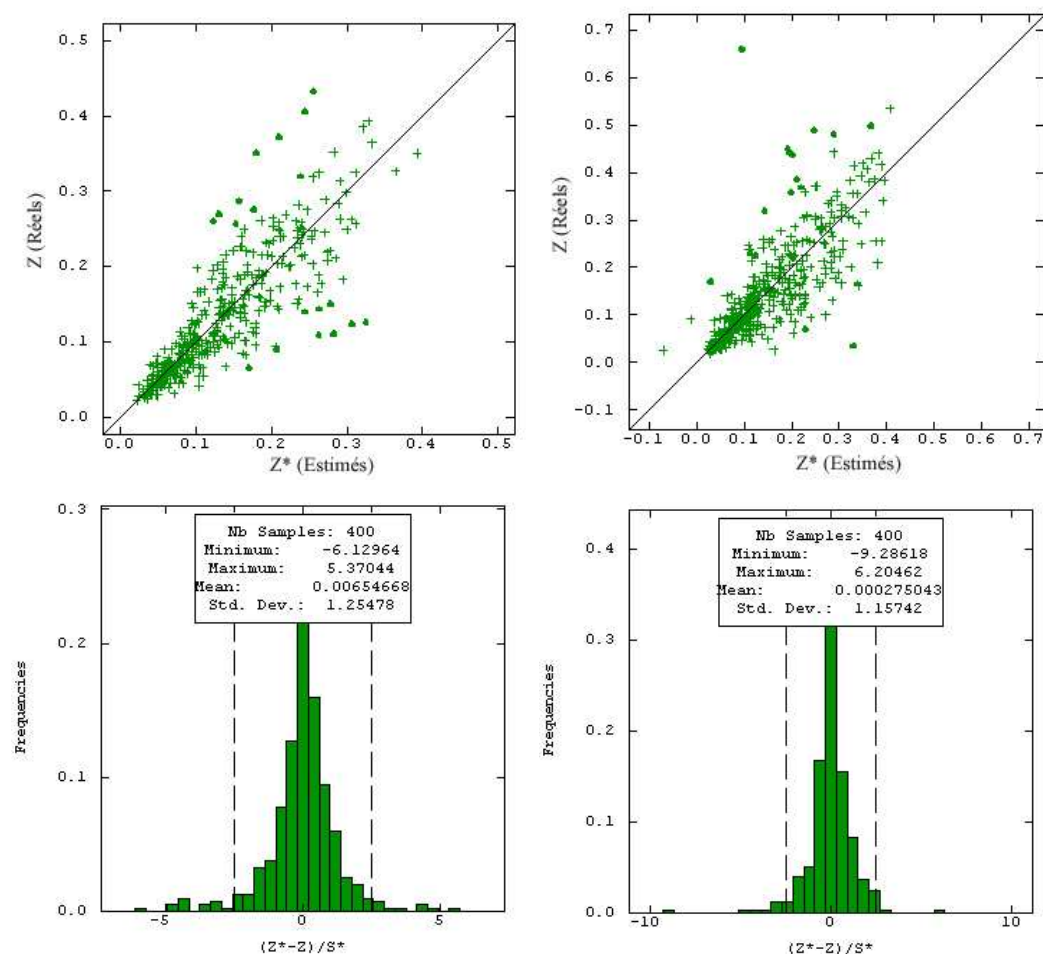 0.5
0.4
0.3
0.2
0.1
0.0
Z (Réels)
0.0 0.1 0.2 0.3 0.4 0.5
Z* (Estimés)
0.7
0.6
0.5
0.4
0.3
0.2
0.1
0.0
-0.1
Z (Réels)
-0.1 0.0 0.1 0.2 0.3 0.4 0.5 0.6 0.7
Z* (Estimés)
0.3
0.2
0.1
0.0
Frequencies
Nb Samples: 400
Minimum: -6.12964
Maximum: 5.37044
Mean: 0.00654668
Std. Dev.: 1.25478
-5 0 5
(Z*-Z)/S*
0.4
0.3
0.2
0.1
0.0
Frequencies
Nb Samples: 400
Minimum: -9.28618
Maximum: 6.20462
Mean: 0.000275043
Std. Dev.: 1.15742
-10 0 10
(Z*-Z)/S*